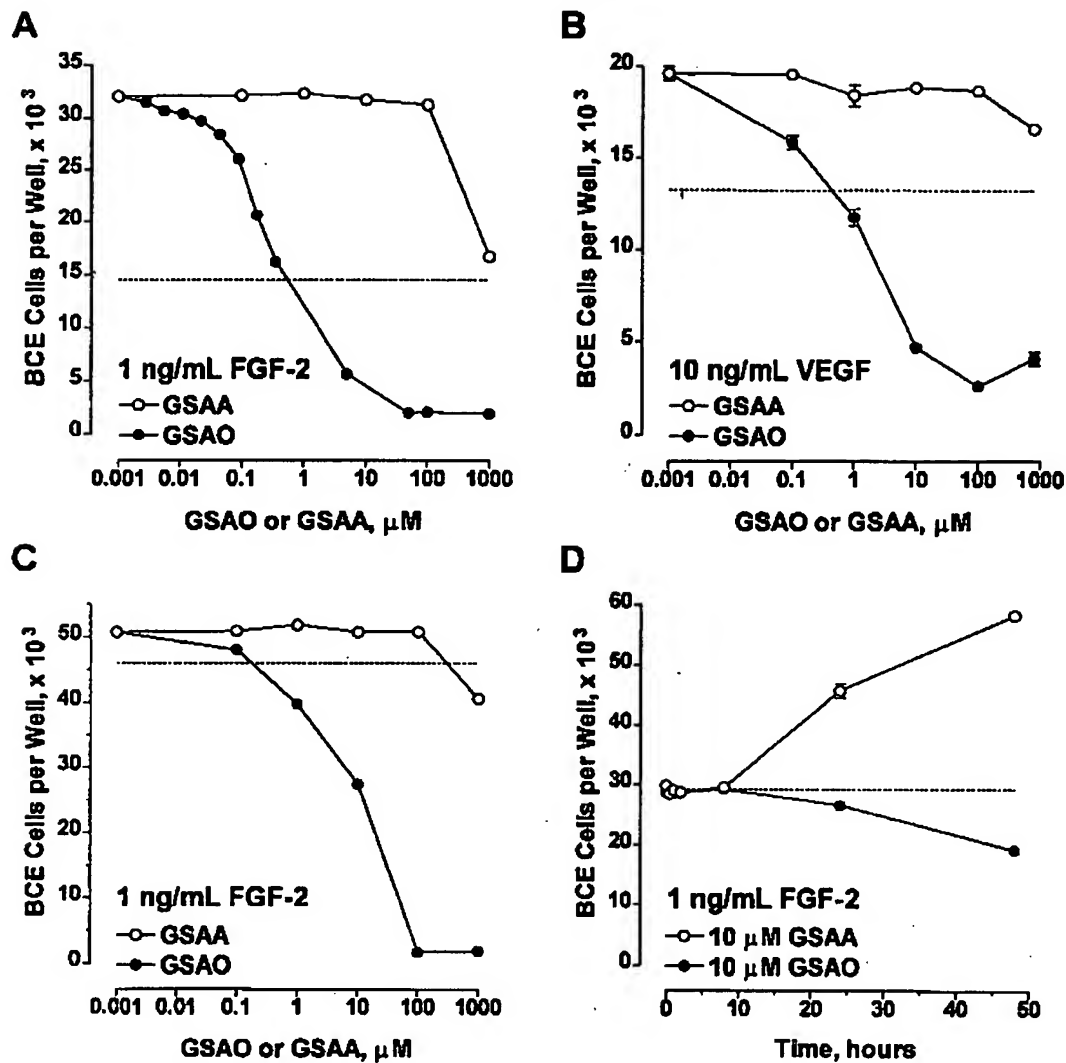 A
BCE Cells per Well, x 10³
35
30
25
20
15
10
5
0
1 ng/mL FGF-2
GSAA
GSAO
0.001 0.01 0.1 1 10 100 1000
GSAO or GSAA, μM
B
BCE Cells per Well, x 10³
20
15
10
5
0
10 ng/mL VEGF
GSAA
GSAO
0.001 0.01 0.1 1 10 100 1000
GSAO or GSAA, μM
C
BCE Cells per Well, x 10³
50
40
30
20
10
0
1 ng/mL FGF-2
GSAA
GSAO
0.001 0.01 0.1 1 10 100 1000
GSAO or GSAA, μM
D
BCE Cells per Well, x 10³
60
50
40
30
20
10
0
1 ng/mL FGF-2
10 μM GSAA
10 μM GSAO
0 10 20 30 40 50
Time, hours